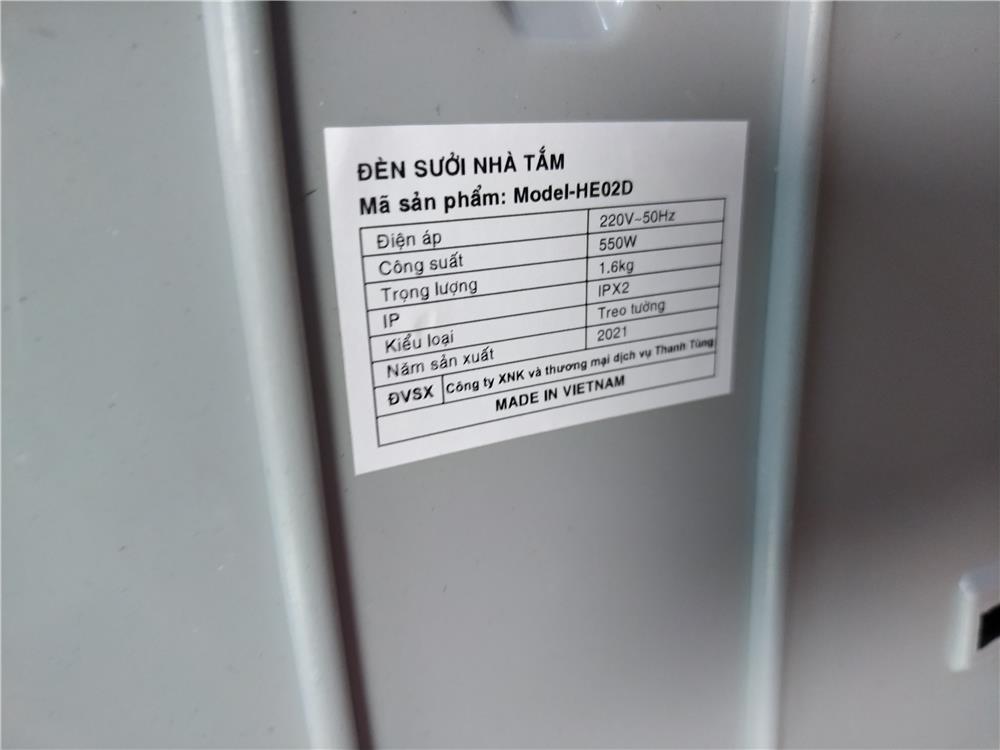 ĐÈN SƯỞI NHÀ TẮM
Mã sản phẩm: Model-HE02D
Điện áp 220V~50Hz
Công suất 550W
Trọng lượng 1.6kg
IP IPX2
Kiểu loại Treo tường
Năm sản xuất 2021
ĐVSX Công ty XNK và thương mại dịch vụ Thanh Tùng
MADE IN VIETNAM